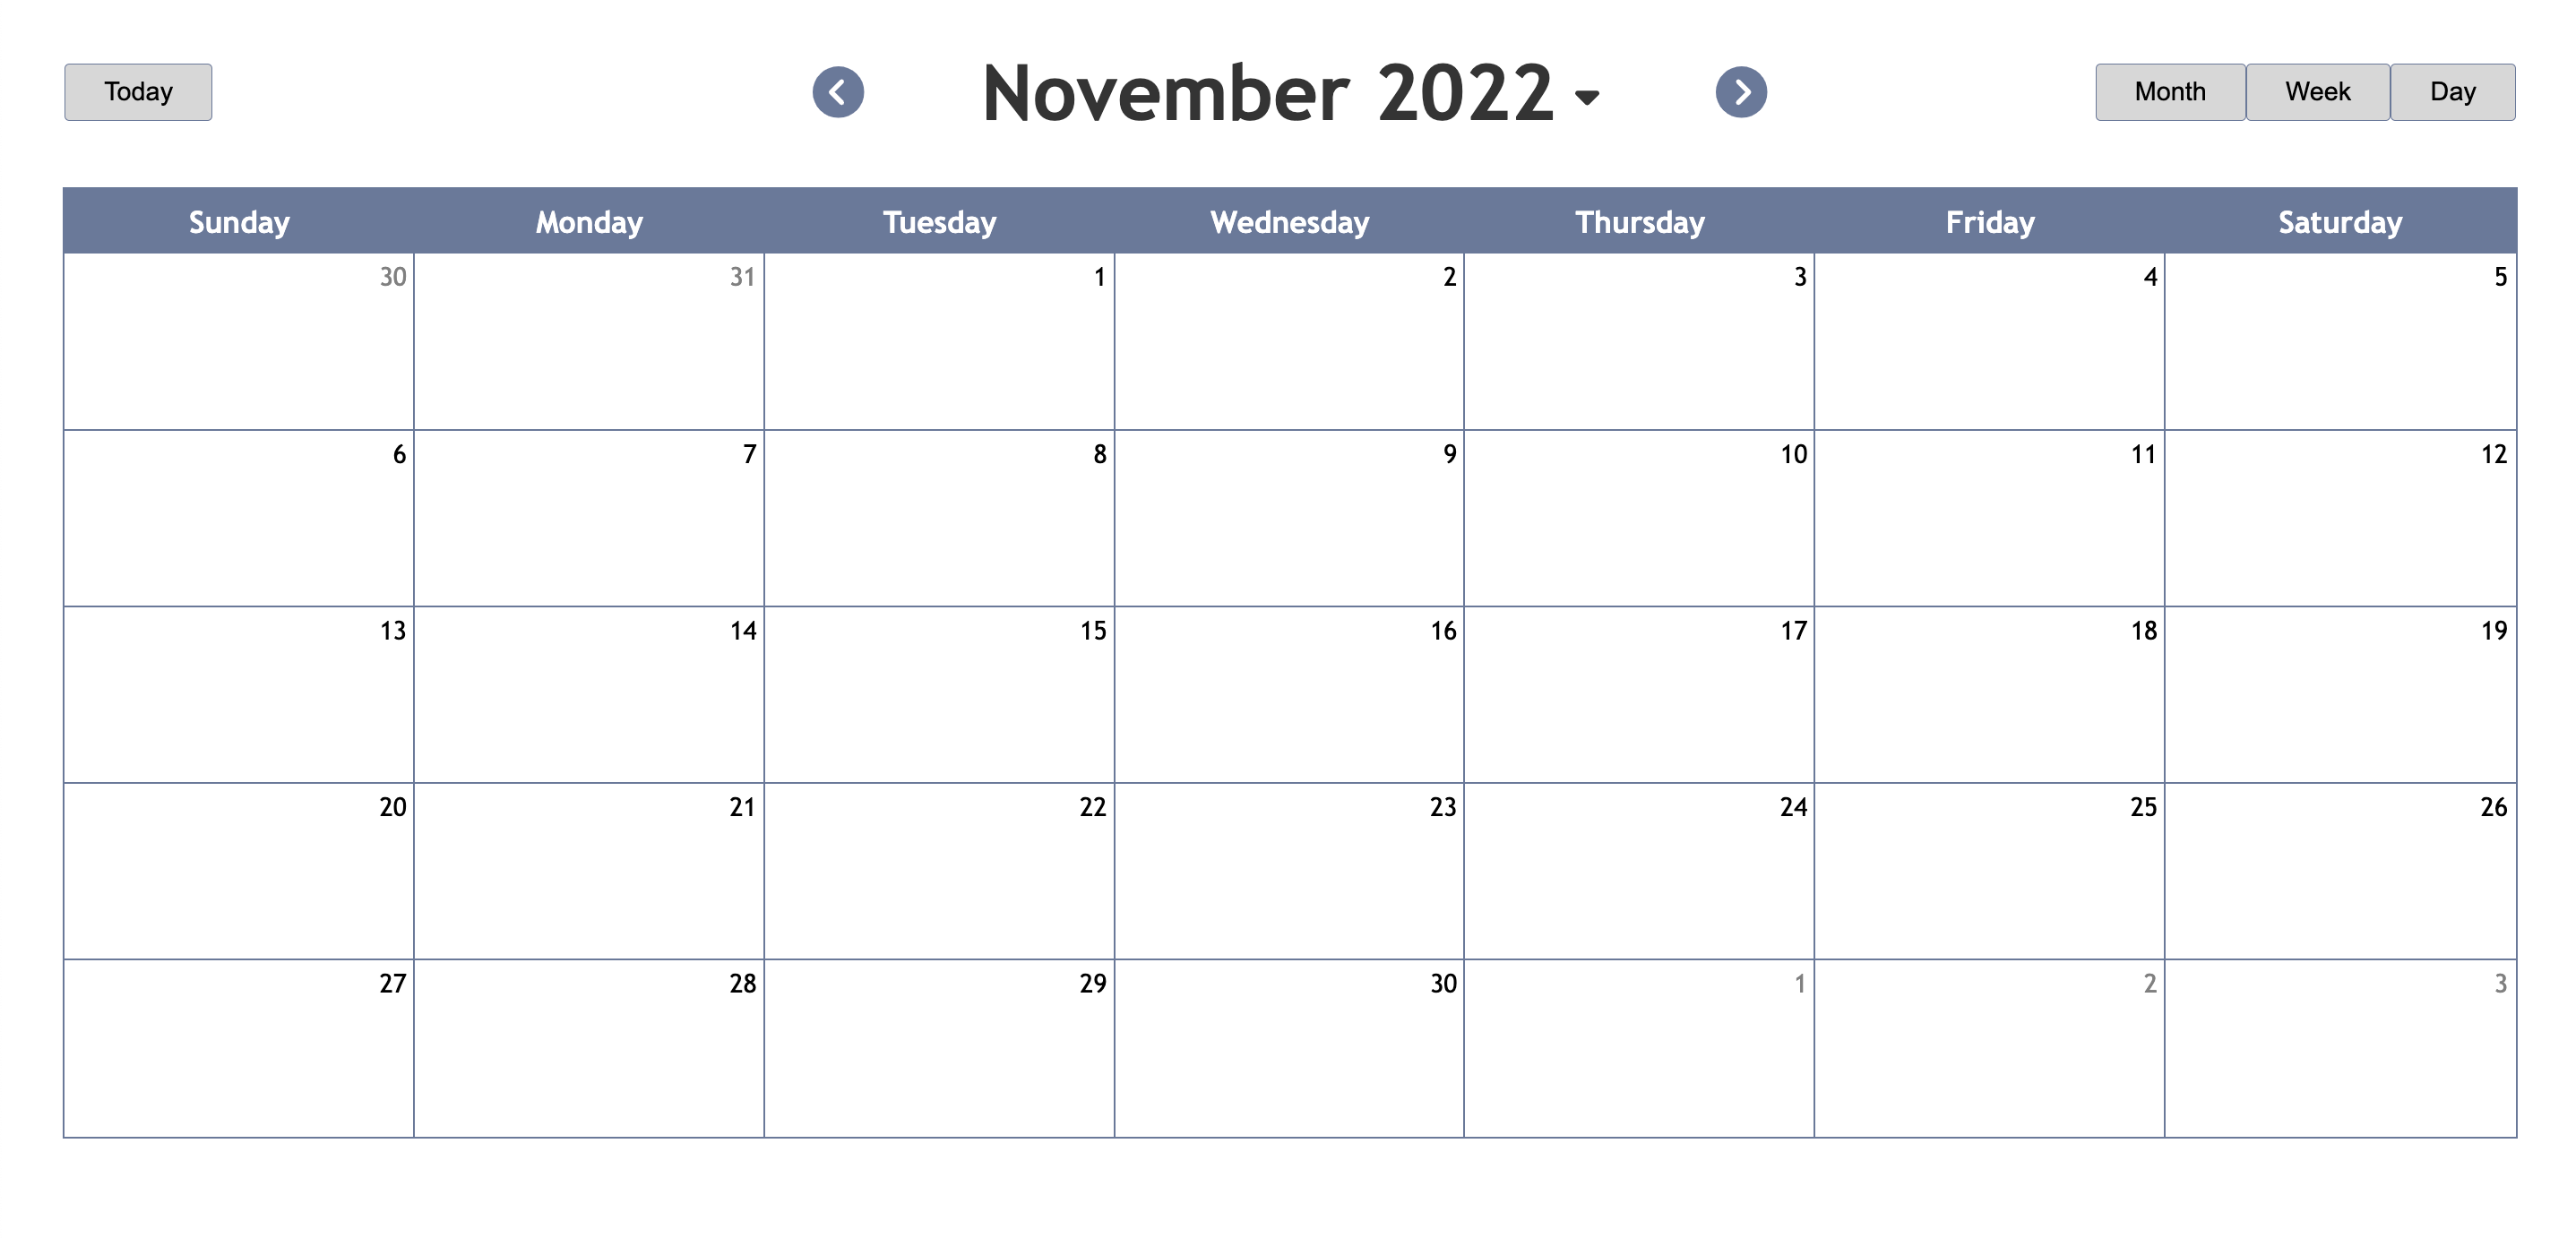 Today
November 2022
Month Week Day
Sunday Monday Tuesday Wednesday Thursday Friday Saturday
30 31 1 2 3 4 5
6 7 8 9 10 11 12
13 14 15 16 17 18 19
20 21 22 23 24 25 26
27 28 29 30 1 2 3